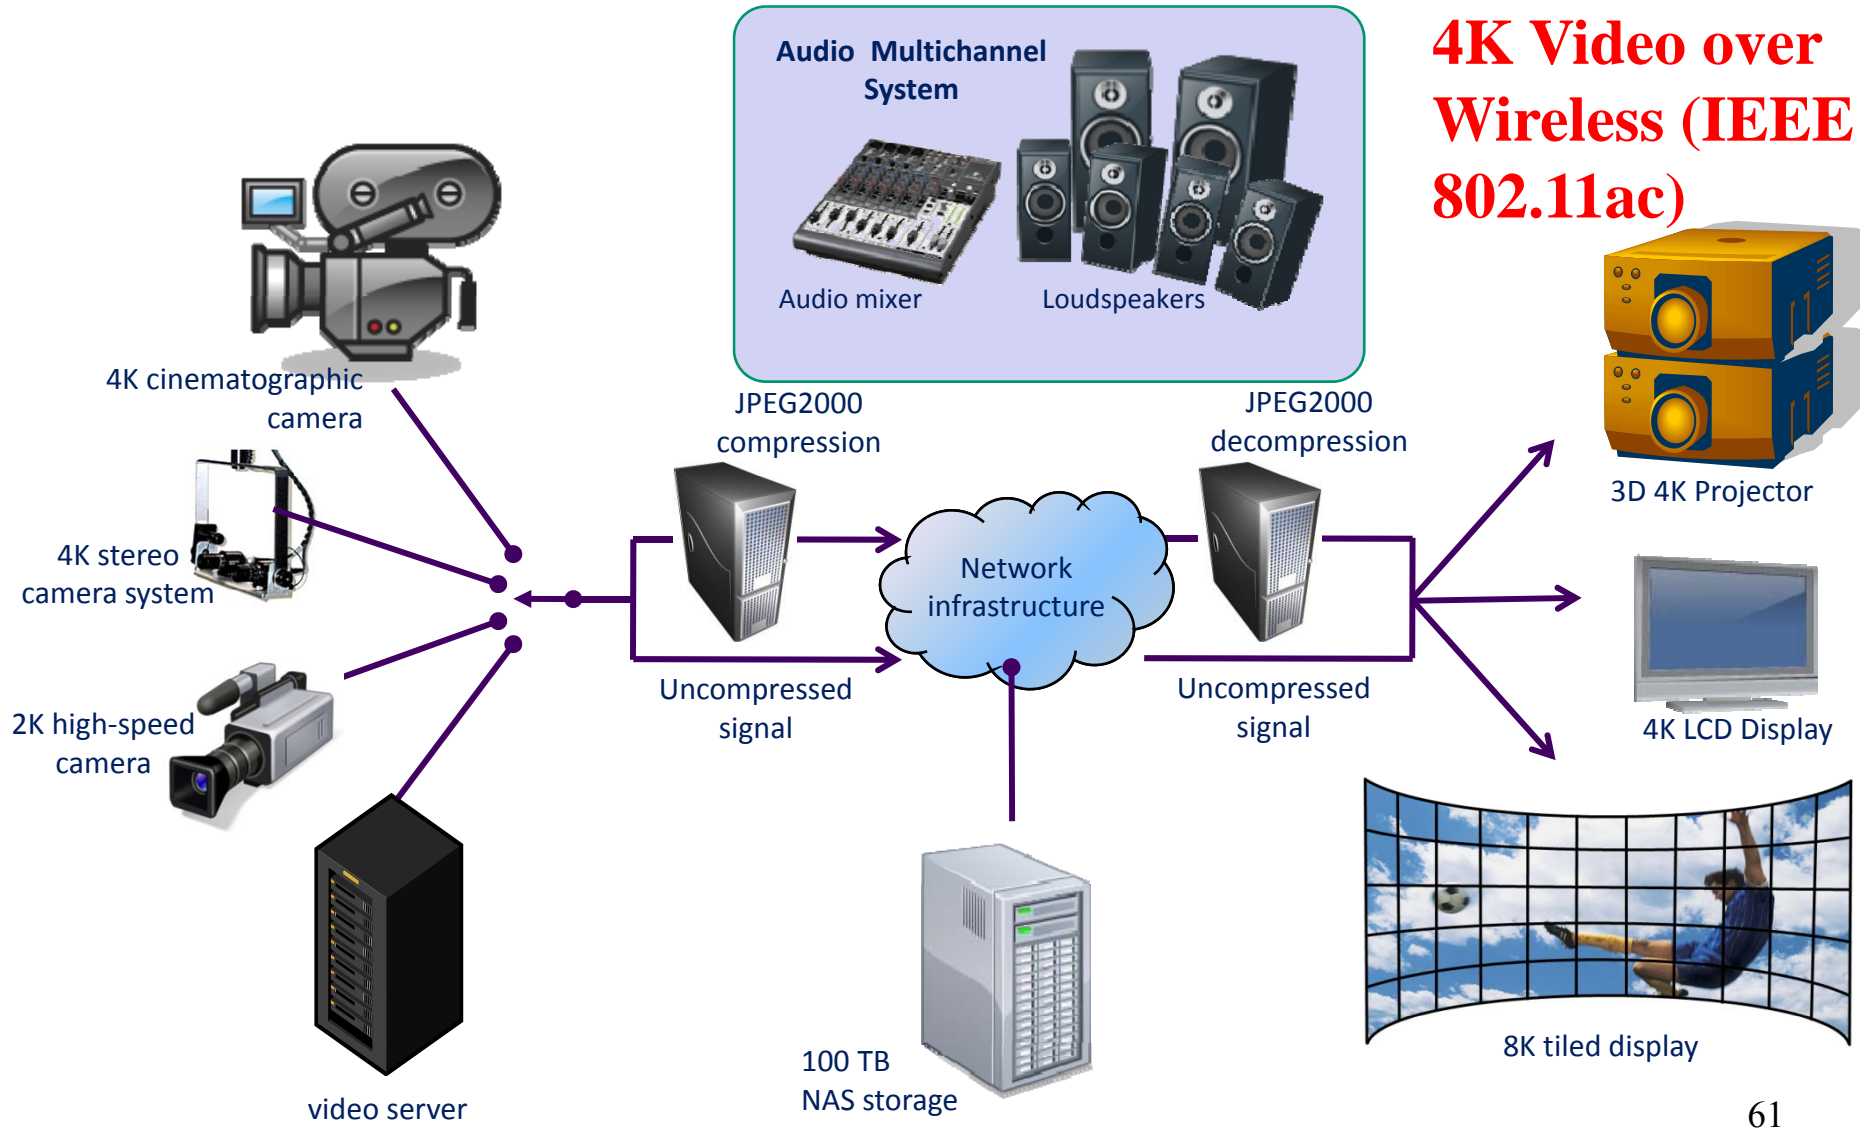 4K Video over
Wireless (IEEE
802.11ac)
Audio Multichannel
System
Audio mixer
Loudspeakers
4K cinematographic
camera
JPEG2000
compression
JPEG2000
decompression
3D 4K Projector
4K stereo
camera system
Network
infrastructure
Uncompressed
signal
Uncompressed
signal
2K high-speed
camera
4K LCD Display
8K tiled display
100 TB
NAS storage
video server
61